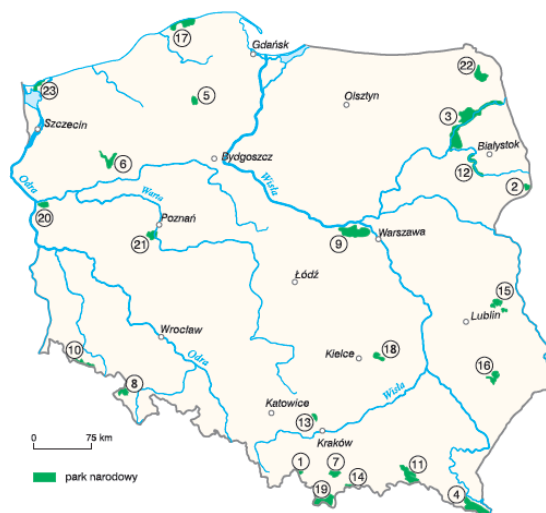 17
Gdańsk
22
23
5
Olsztyn
3
Szczecin
Białystok
6
Bydgoszcz
12
2
Odra
Wisła
Warta
20
Poznań
21
9
Warszawa
Łódź
15
Lublin
Wrocław
Odra
10
Kielce
18
16
8
Wisła
Katowice
13
Kraków
0
75 km
1
7
11
14
19
4
park narodowy